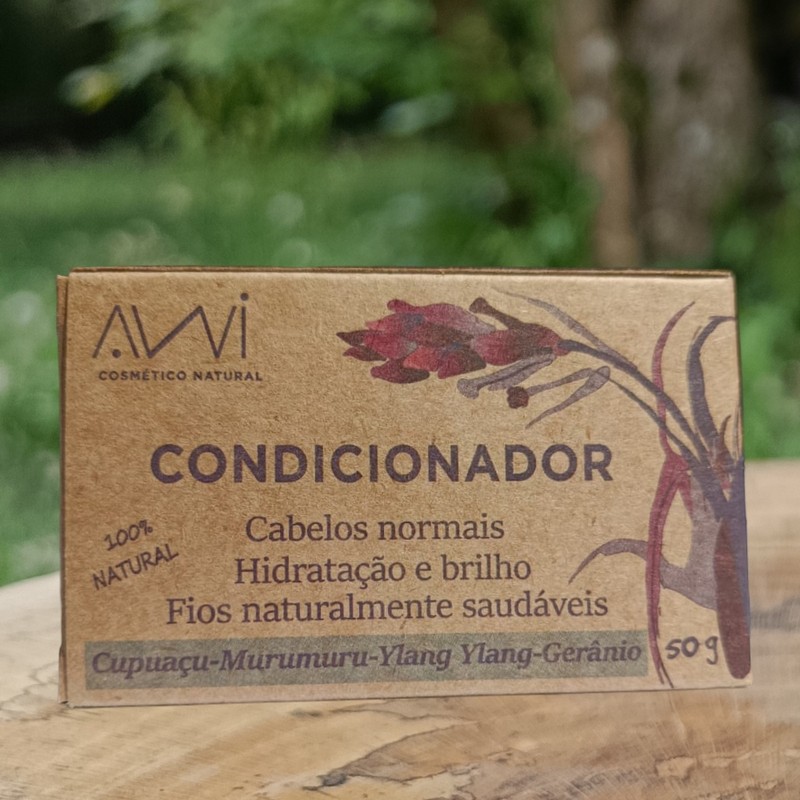 AWi
COSMÉTICO NATURAL
CONDICIONADOR
100%
NATURAL
Cabelos normais
Hidratação e brilho
Fios naturalmente saudáveis
Cupuaçu-Murumuru-Ylang Ylang-Gerânio
50g